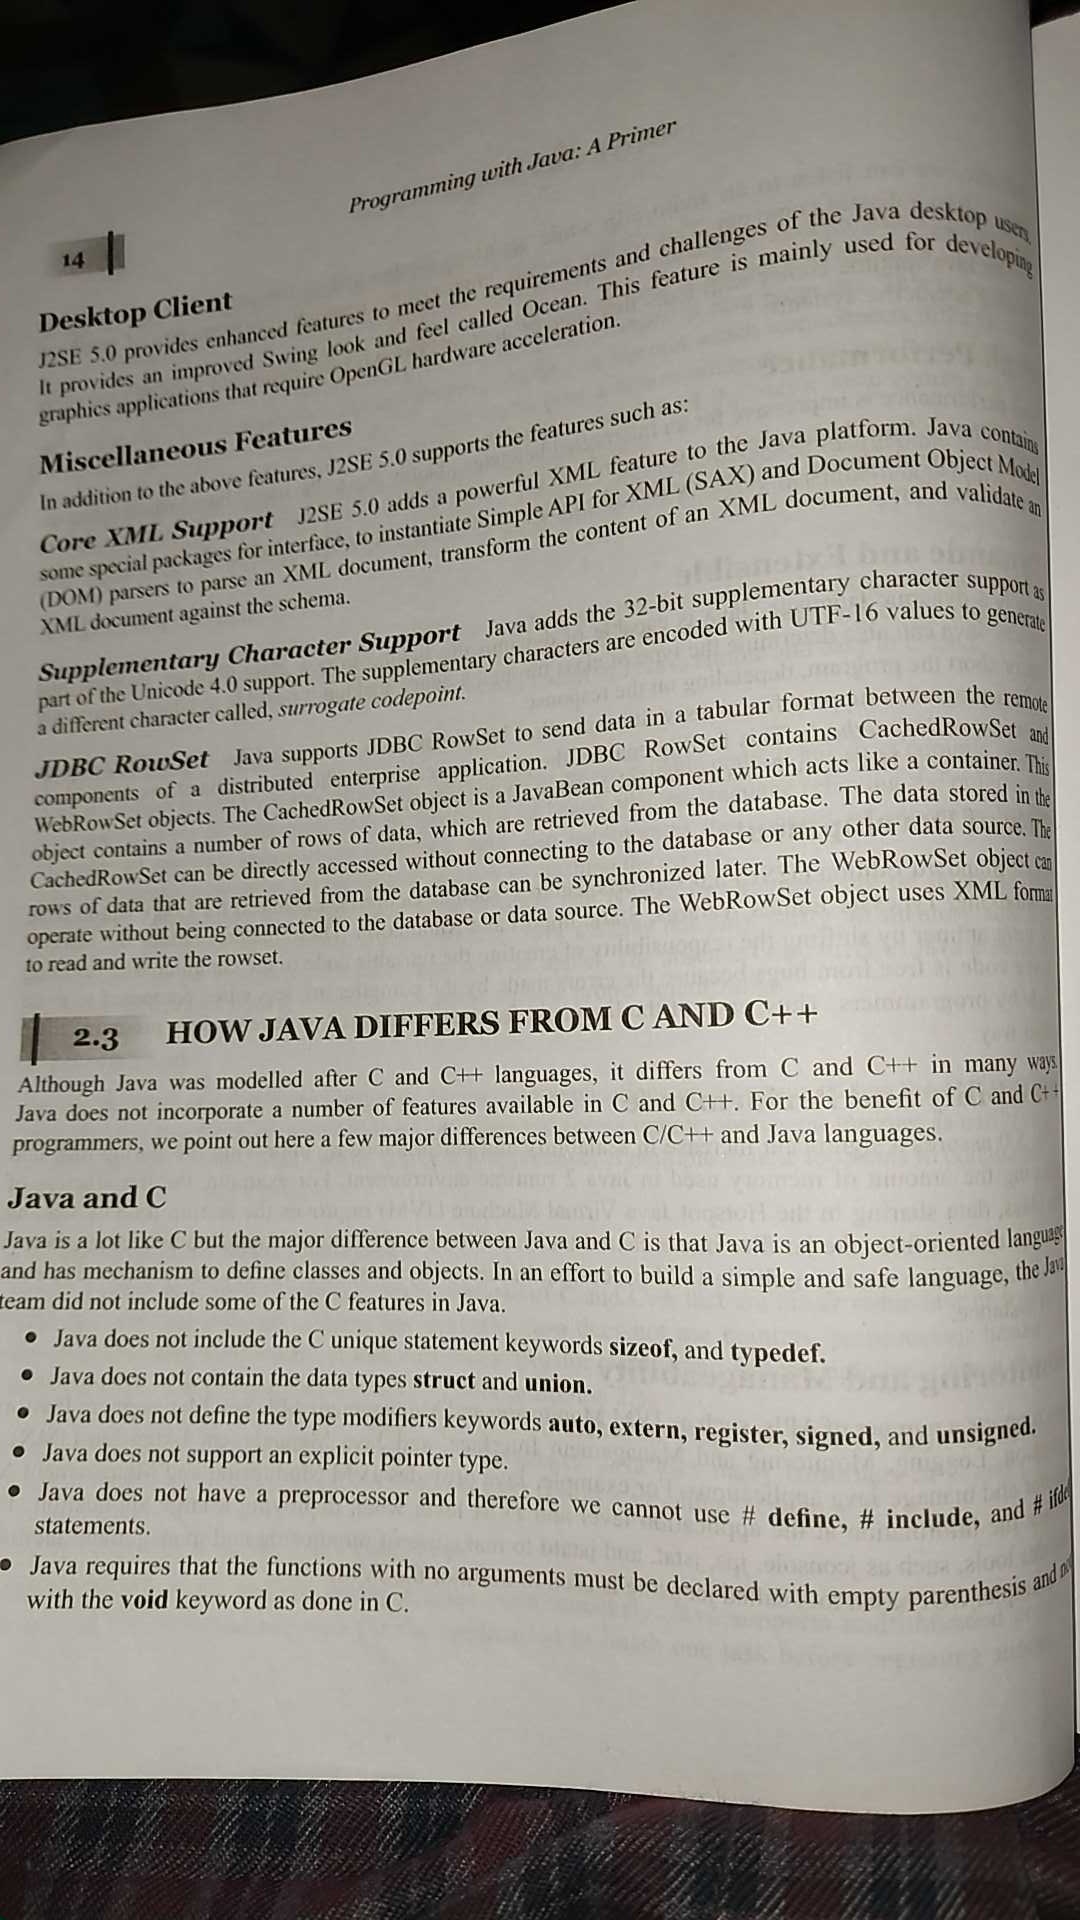 Programming with Java: A Primer
14
Desktop Client
J2SE 5.0 provides enhanced features to meet the requirements and challenges of the Java desktop users.
It provides an improved Swing look and feel called Ocean. This feature is mainly used for developing
graphics applications that require OpenGL hardware acceleration.
Miscellaneous Features
In addition to the above features, J2SE 5.0 supports the features such as:
Core XML Support J2SE 5.0 adds a powerful XML feature to the Java platform. Java contains
some special packages for interface, to instantiate Simple API for XML (SAX) and Document Object Model
(DOM) parsers to parse an XML document, transform the content of an XML document, and validate an
XML document against the schema.
Supplementary Character Support Java adds the 32-bit supplementary character support as
part of the Unicode 4.0 support. The supplementary characters are encoded with UTF-16 values to generate
a different character called, surrogate codepoint.
JDBC RowSet Java supports JDBC RowSet to send data in a tabular format between the remote
components of a distributed enterprise application. JDBC RowSet contains CachedRowSet and
WebRowSet objects. The CachedRowSet object is a JavaBean component which acts like a container. This
object contains a number of rows of data, which are retrieved from the database. The data stored in the
CachedRowSet can be directly accessed without connecting to the database or any other data source. The
rows of data that are retrieved from the database can be synchronized later. The WebRowSet object can
operate without being connected to the database or data source. The WebRowSet object uses XML format
to read and write the rowset.
2.3 HOW JAVA DIFFERS FROM C AND C++
Although Java was modelled after C and C++ languages, it differs from C and C++ in many ways.
Java does not incorporate a number of features available in C and C++. For the benefit of C and C++
programmers, we point out here a few major differences between C/C++ and Java languages.
Java and C
Java is a lot like C but the major difference between Java and C is that Java is an object-oriented language
and has mechanism to define classes and objects. In an effort to build a simple and safe language, the Java
team did not include some of the C features in Java.
• Java does not include the C unique statement keywords sizeof, and typedef.
• Java does not contain the data types struct and union.
• Java does not define the type modifiers keywords auto, extern, register, signed, and unsigned.
• Java does not support an explicit pointer type.
• Java does not have a preprocessor and therefore we cannot use # define, # include, and # ifdef
statements.
• Java requires that the functions with no arguments must be declared with empty parenthesis and
with the void keyword as done in C.